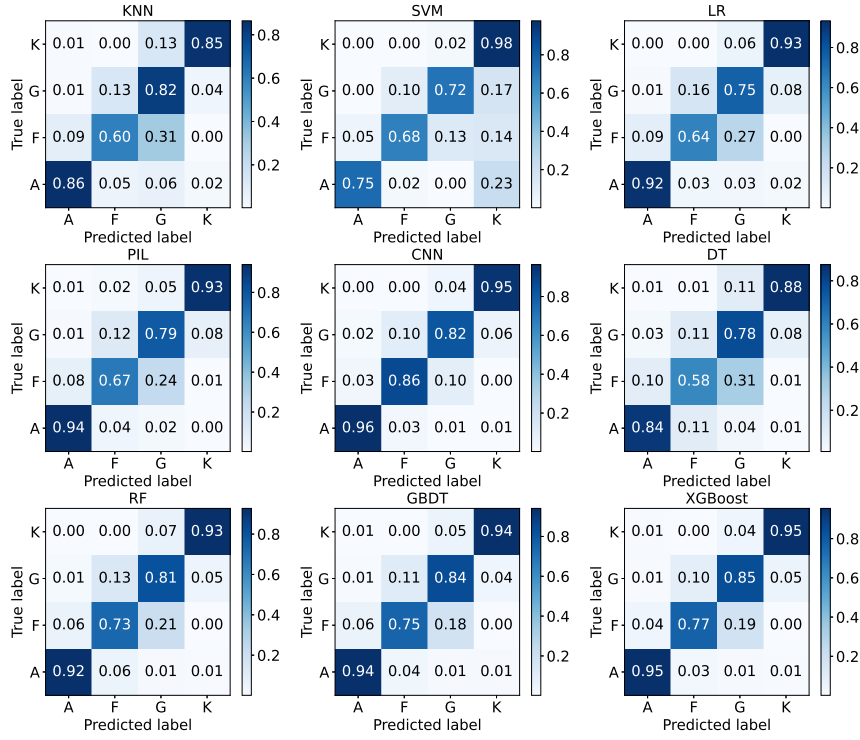 KNN SVM LR
K 0.01 0.00 0.13 0.85 0.8 K 0.00 0.00 0.02 0.98 0.8 K 0.00 0.00 0.06 0.93 0.8
G 0.01 0.13 0.82 0.04 0.6 G 0.00 0.10 0.72 0.17 0.6 G 0.01 0.16 0.75 0.08 0.6
F 0.09 0.60 0.31 0.00 0.4 F 0.05 0.68 0.13 0.14 0.4 F 0.09 0.64 0.27 0.00 0.4
A 0.86 0.05 0.06 0.02 0.2 A 0.75 0.02 0.00 0.23 0.2 A 0.92 0.03 0.03 0.02 0.2
True label True label True label
A F G K A F G K A F G K
Predicted label Predicted label Predicted label
PIL CNN DT
K 0.01 0.02 0.05 0.93 0.8 K 0.00 0.00 0.04 0.95 0.8 K 0.01 0.01 0.11 0.88 0.8
G 0.01 0.12 0.79 0.08 0.6 G 0.02 0.10 0.82 0.06 0.6 G 0.03 0.11 0.78 0.08 0.6
F 0.08 0.67 0.24 0.01 0.4 F 0.03 0.86 0.10 0.00 0.4 F 0.10 0.58 0.31 0.01 0.4
A 0.94 0.04 0.02 0.00 0.2 A 0.96 0.03 0.01 0.01 0.2 A 0.84 0.11 0.04 0.01 0.2
True label True label True label
A F G K A F G K A F G K
Predicted label Predicted label Predicted label
RF GBDT XGBoost
K 0.00 0.00 0.07 0.93 0.8 K 0.01 0.00 0.05 0.94 0.8 K 0.01 0.00 0.04 0.95 0.8
G 0.01 0.13 0.81 0.05 0.6 G 0.01 0.11 0.84 0.04 0.6 G 0.01 0.10 0.85 0.05 0.6
F 0.06 0.73 0.21 0.00 0.4 F 0.06 0.75 0.18 0.00 0.4 F 0.04 0.77 0.19 0.00 0.4
A 0.92 0.06 0.01 0.01 0.2 A 0.94 0.04 0.01 0.01 0.2 A 0.95 0.03 0.01 0.01 0.2
True label True label True label
A F G K A F G K A F G K
Predicted label Predicted label Predicted label